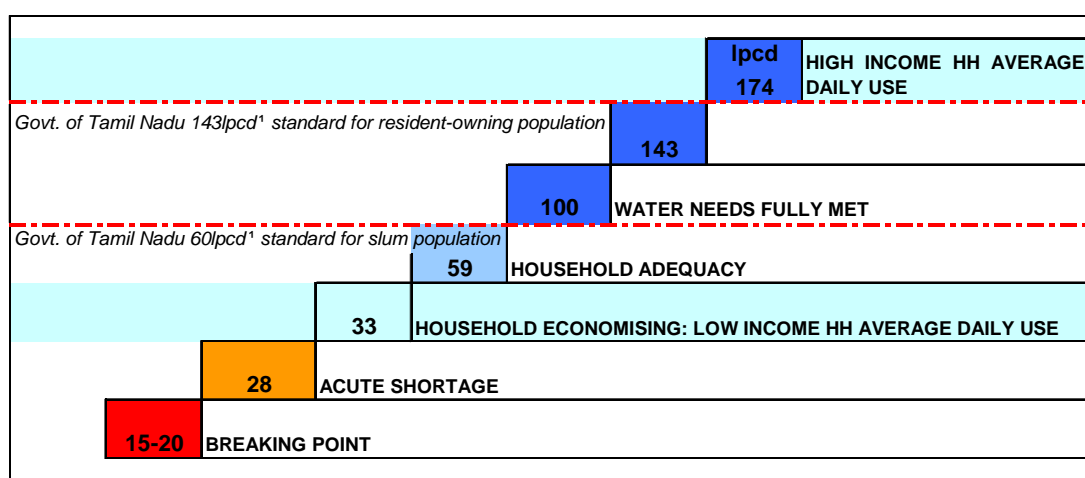 lpcd
174
HIGH INCOME HH AVERAGE
DAILY USE
Govt. of Tamil Nadu 143lpcd¹ standard for resident-owning population
143
100
WATER NEEDS FULLY MET
Govt. of Tamil Nadu 60lpcd¹ standard for slum population
59
HOUSEHOLD ADEQUACY
33
HOUSEHOLD ECONOMISING: LOW INCOME HH AVERAGE DAILY USE
28
ACUTE SHORTAGE
15-20
BREAKING POINT